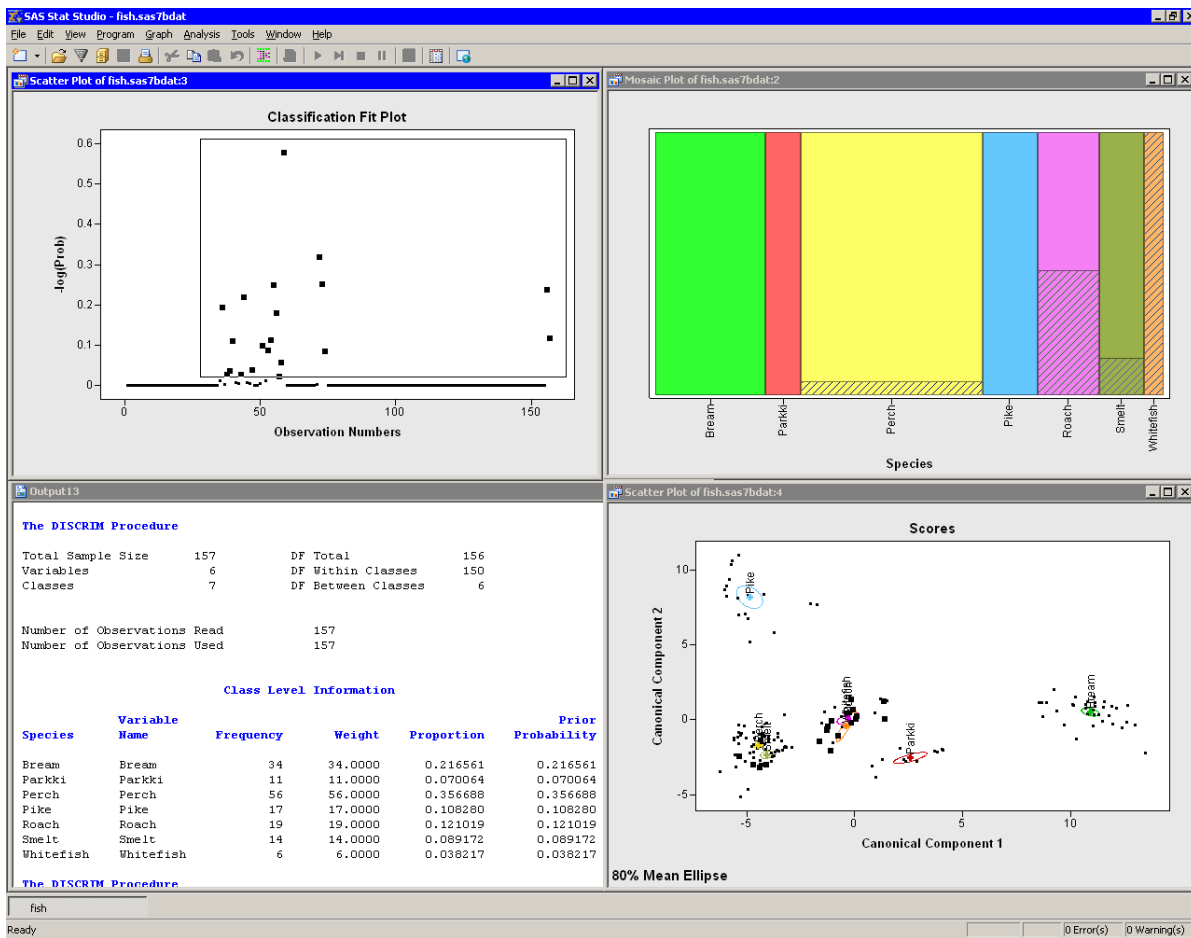 SAS Stat Studio - fish.sas7bdat
File Edit View Program Graph Analysis Tools Window Help
Scatter Plot of fish.sas7bdat:3
Classification Fit Plot
0.6
0.5
0.4
0.3
0.2
0.1
0
-log(Prob)
0 50 100 150
Observation Numbers
Mosaic Plot of fish.sas7bdat:2
Bream
Parkki
Perch
Pike
Roach
Smelt
Whitefish
Species
Output13
The DISCRIM Procedure
Total Sample Size 157 DF Total 156
Variables 6 DF Within Classes 150
Classes 7 DF Between Classes 6
Number of Observations Read 157
Number of Observations Used 157
Class Level Information
Variable Prior
Species Name Frequency Weight Proportion Probability
Bream Bream 34 34.0000 0.216561 0.216561
Parkki Parkki 11 11.0000 0.070064 0.070064
Perch Perch 56 56.0000 0.356688 0.356688
Pike Pike 17 17.0000 0.108280 0.108280
Roach Roach 19 19.0000 0.121019 0.121019
Smelt Smelt 14 14.0000 0.089172 0.089172
Whitefish Whitefish 6 6.0000 0.038217 0.038217
The DISCRIM Procedure
Scatter Plot of fish.sas7bdat:4
Scores
10
5
0
-5
Canonical Component 2
Pike
Bream
Parkki
-5 0 5 10
Canonical Component 1
80% Mean Ellipse
fish
Ready
0 Error(s) 0 Warning(s)